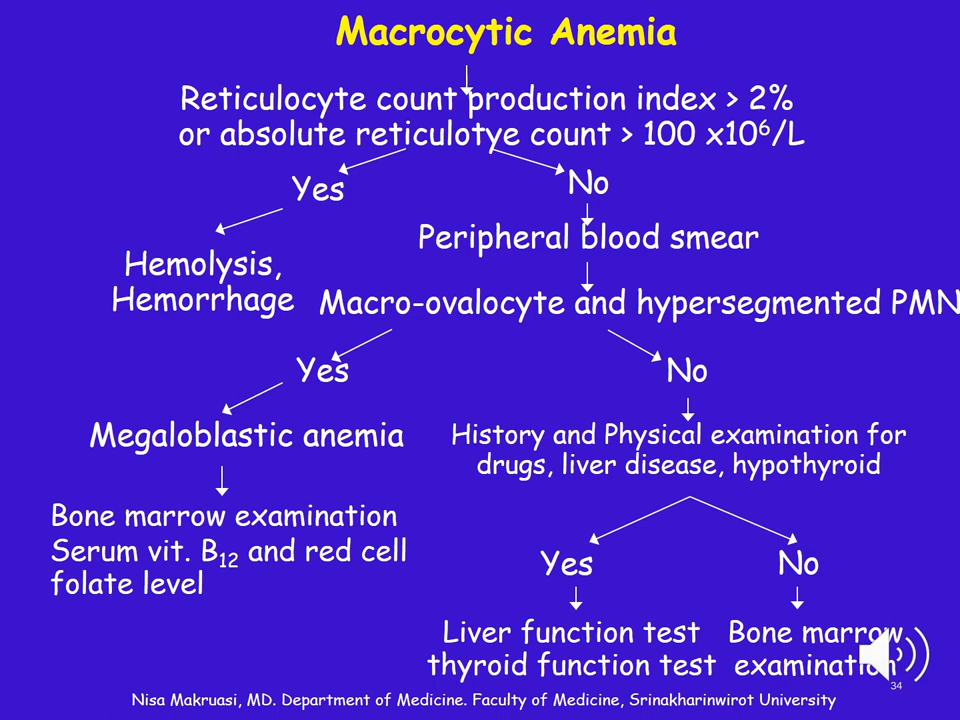 Macrocytic Anemia
Reticulocyte count production index > 2%
or absolute reticulotye count > 100 x10⁶/L
Yes
No
Peripheral blood smear
Hemolysis,
Hemorrhage
Macro-ovalocyte and hypersegmented PMN
Yes
No
Megaloblastic anemia
History and Physical examination for
drugs, liver disease, hypothyroid
Bone marrow examination
Serum vit. B₁₂ and red cell
folate level
Yes
No
Liver function test
thyroid function test
Bone marrow
examination
34
Nisa Makruasi, MD. Department of Medicine. Faculty of Medicine, Srinakharinwirot University